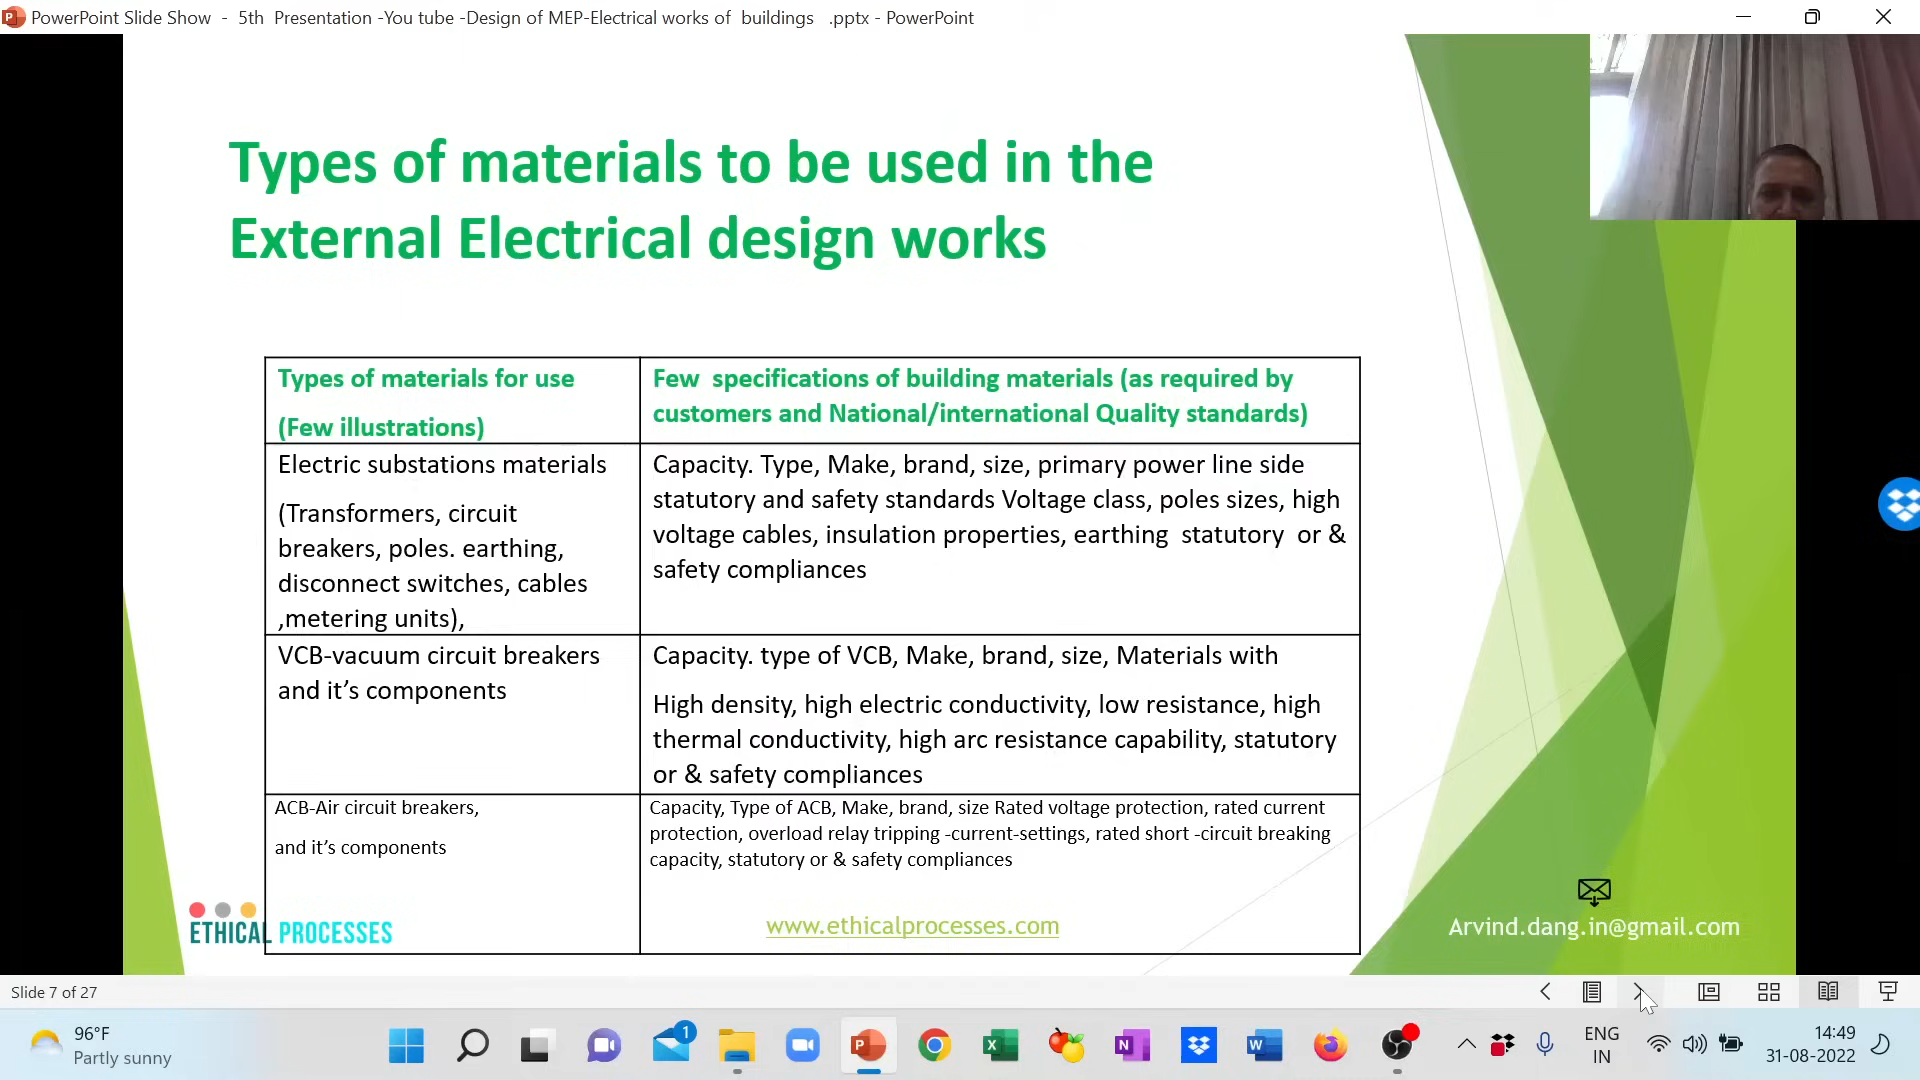 PowerPoint Slide Show - 5th Presentation -You tube -Design of MEP-Electrical works of buildings .pptx - PowerPoint
Types of materials to be used in the
External Electrical design works
Types of materials for use
(Few illustrations)
Few specifications of building materials (as required by
customers and National/international Quality standards)
Electric substations materials
(Transformers, circuit
breakers, poles. earthing,
disconnect switches, cables
,metering units),
Capacity. Type, Make, brand, size, primary power line side
statutory and safety standards Voltage class, poles sizes, high
voltage cables, insulation properties, earthing statutory or &
safety compliances
VCB-vacuum circuit breakers
and it’s components
Capacity. type of VCB, Make, brand, size, Materials with
High density, high electric conductivity, low resistance, high
thermal conductivity, high arc resistance capability, statutory
or & safety compliances
ACB-Air circuit breakers,
and it’s components
Capacity, Type of ACB, Make, brand, size Rated voltage protection, rated current
protection, overload relay tripping -current-settings, rated short -circuit breaking
capacity, statutory or & safety compliances
ETHICAL PROCESSES
www.ethicalprocesses.com
Arvind.dang.in@gmail.com
Slide 7 of 27
96°F
Partly sunny
1
ENG
IN
14:49
31-08-2022